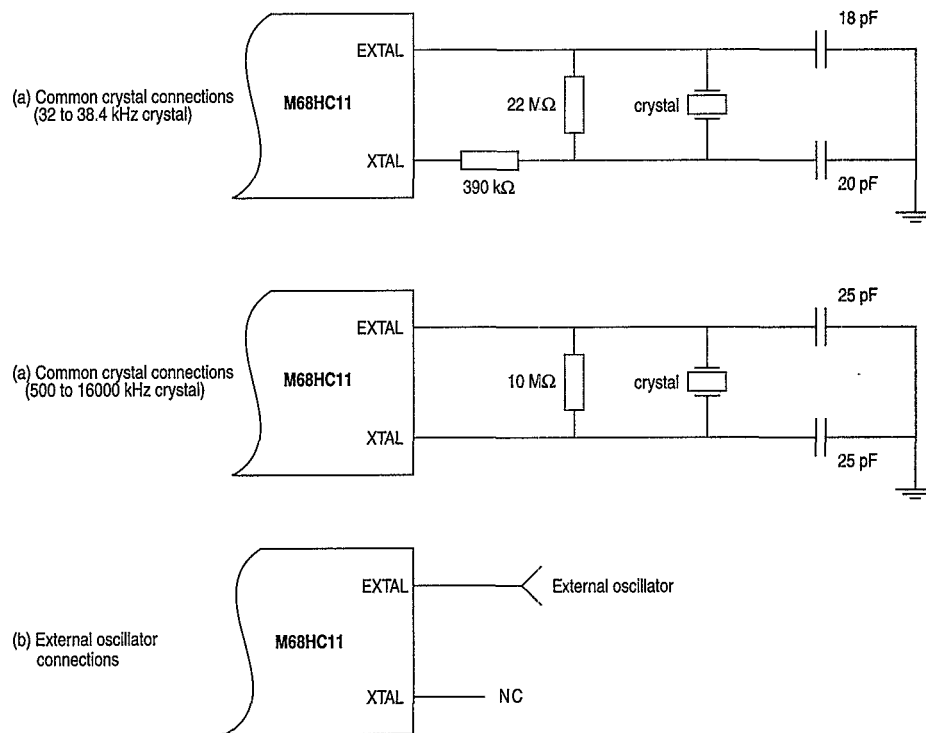 18 pF
EXTAL
(a) Common crystal connections
(32 to 38.4 kHz crystal)
M68HC11
22 MΩ
crystal
XTAL
390 kΩ
20 pF
25 pF
EXTAL
(a) Common crystal connections
(500 to 16000 kHz crystal)
M68HC11
10 MΩ
crystal
XTAL
25 pF
EXTAL
External oscillator
(b) External oscillator
connections
M68HC11
XTAL
NC